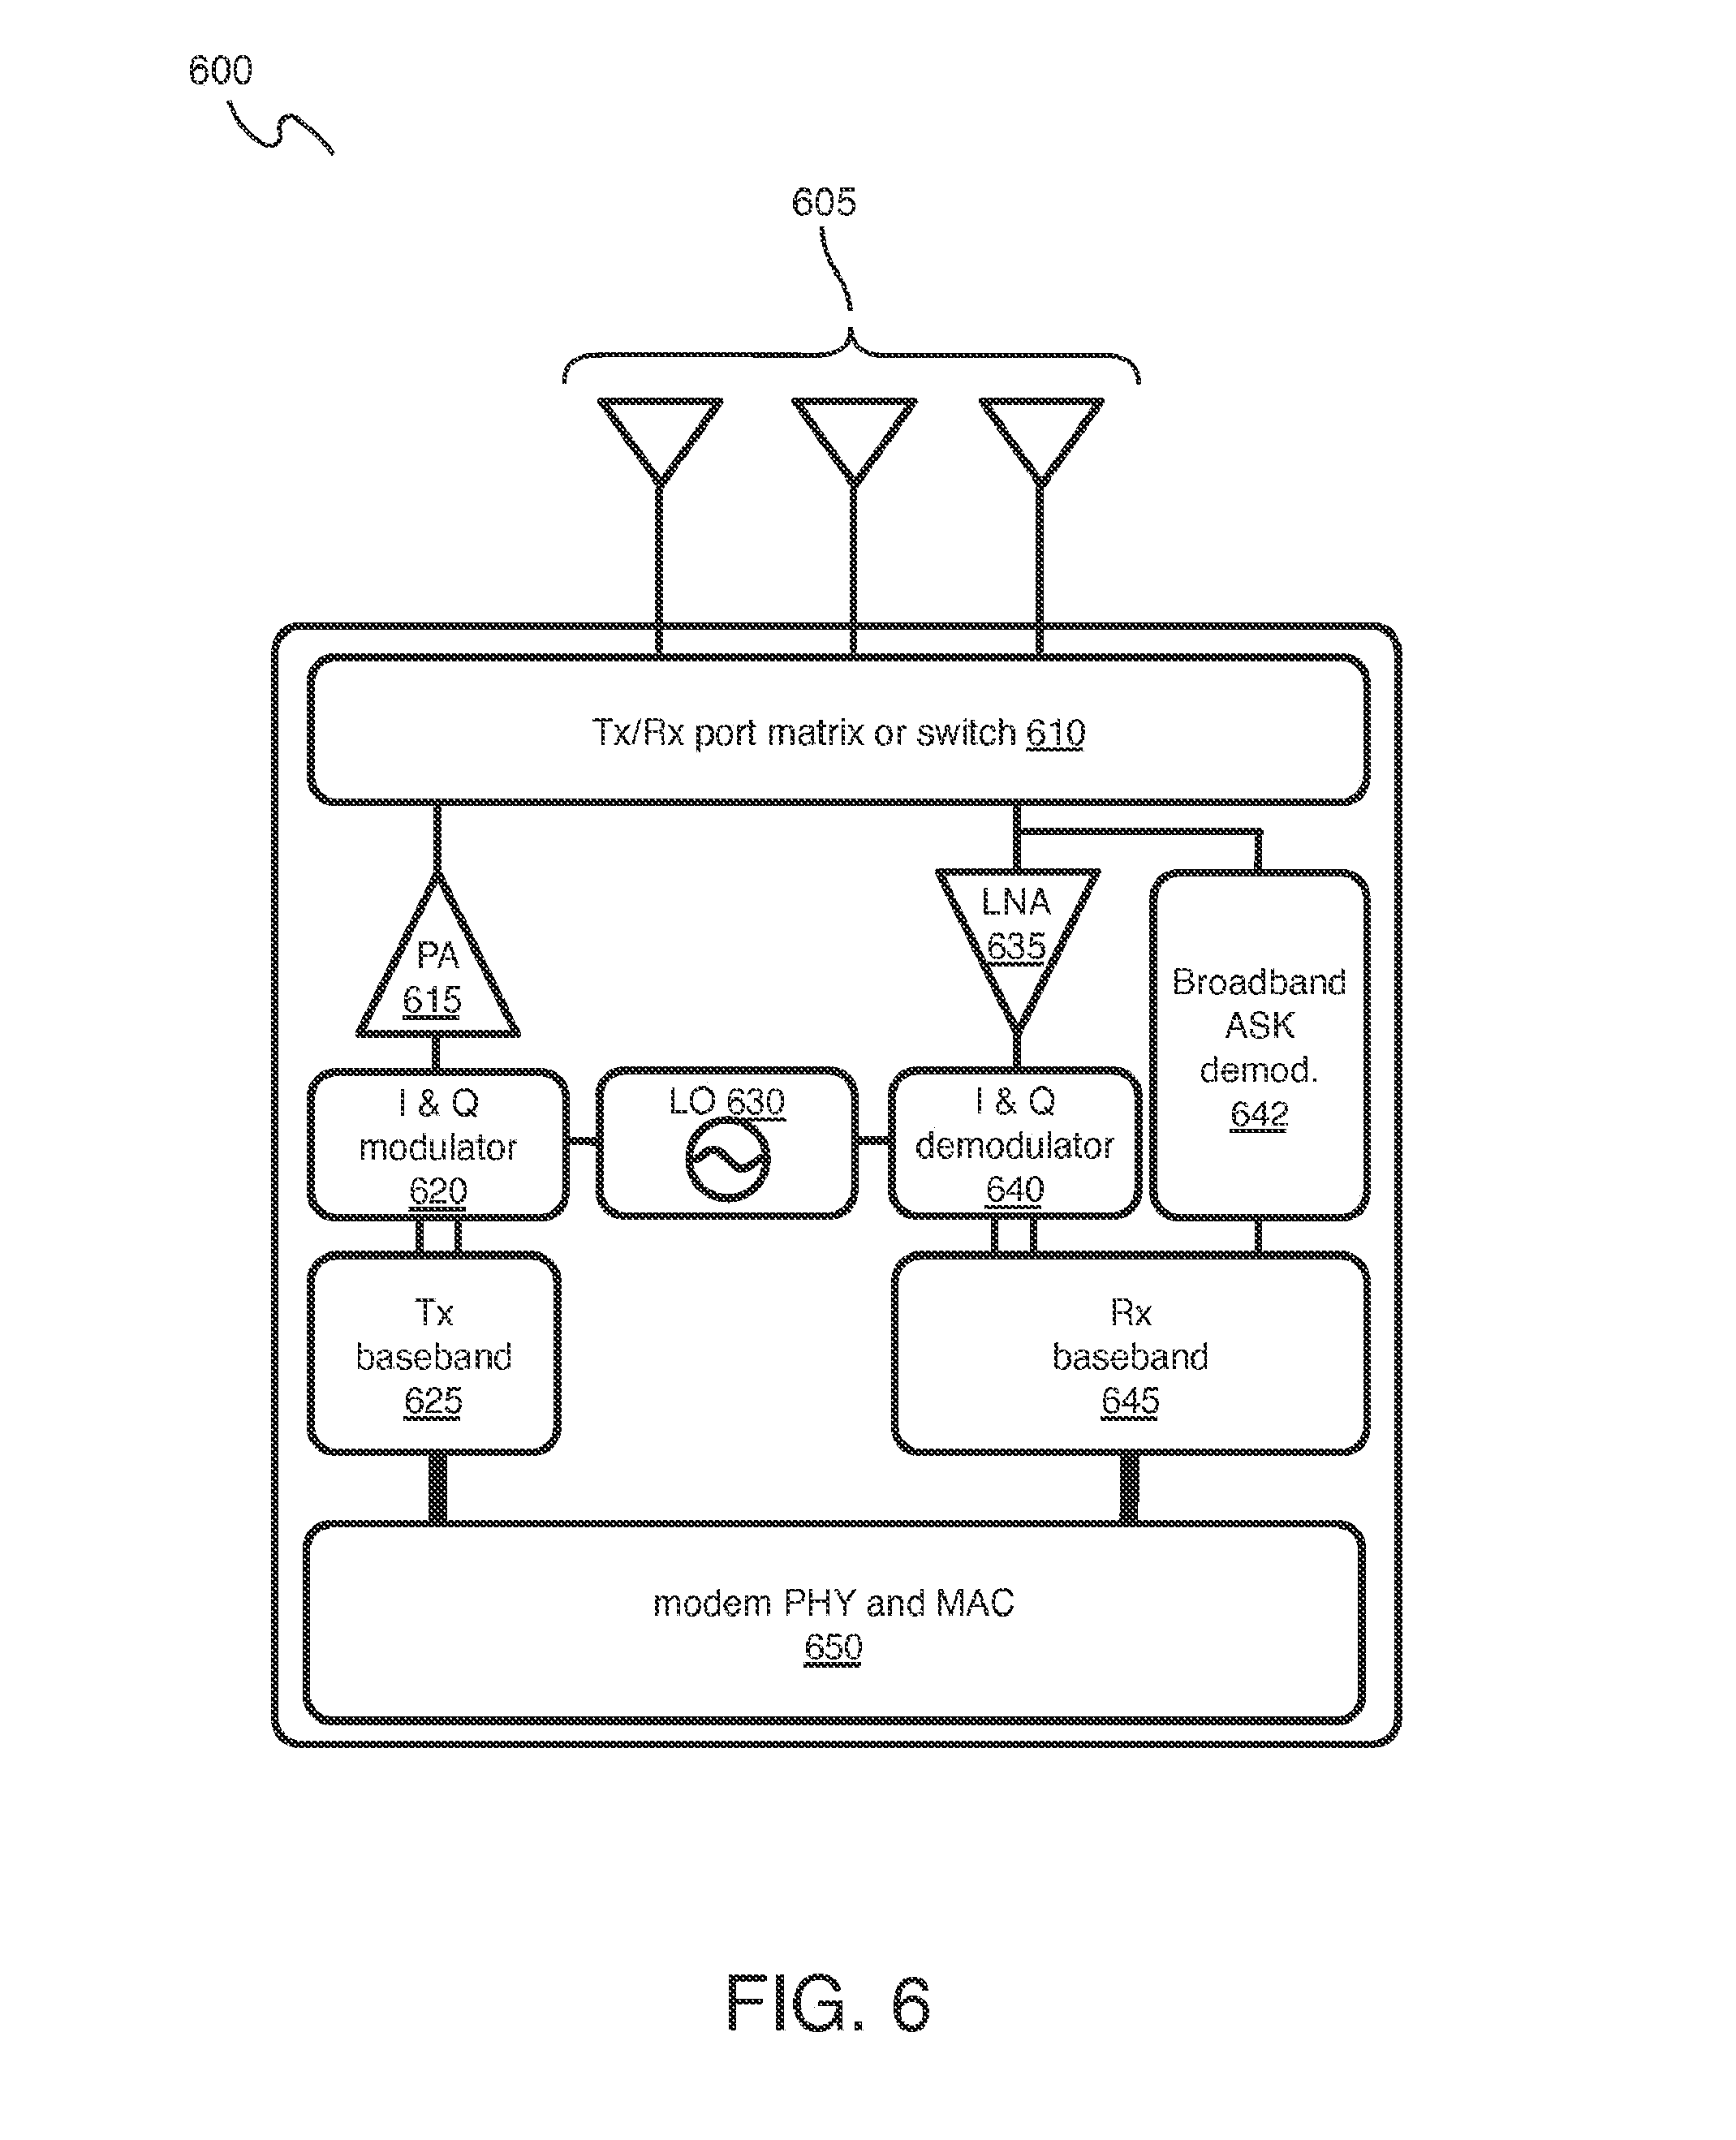 600
605
Tx/Rx port matrix or switch 610
PA
615
LNA
635
Broadband
ASK
demod.
642
I & Q
modulator
620
LO 630
I & Q
demodulator
640
Tx
baseband
625
Rx
baseband
645
modem PHY and MAC
650
FIG. 6